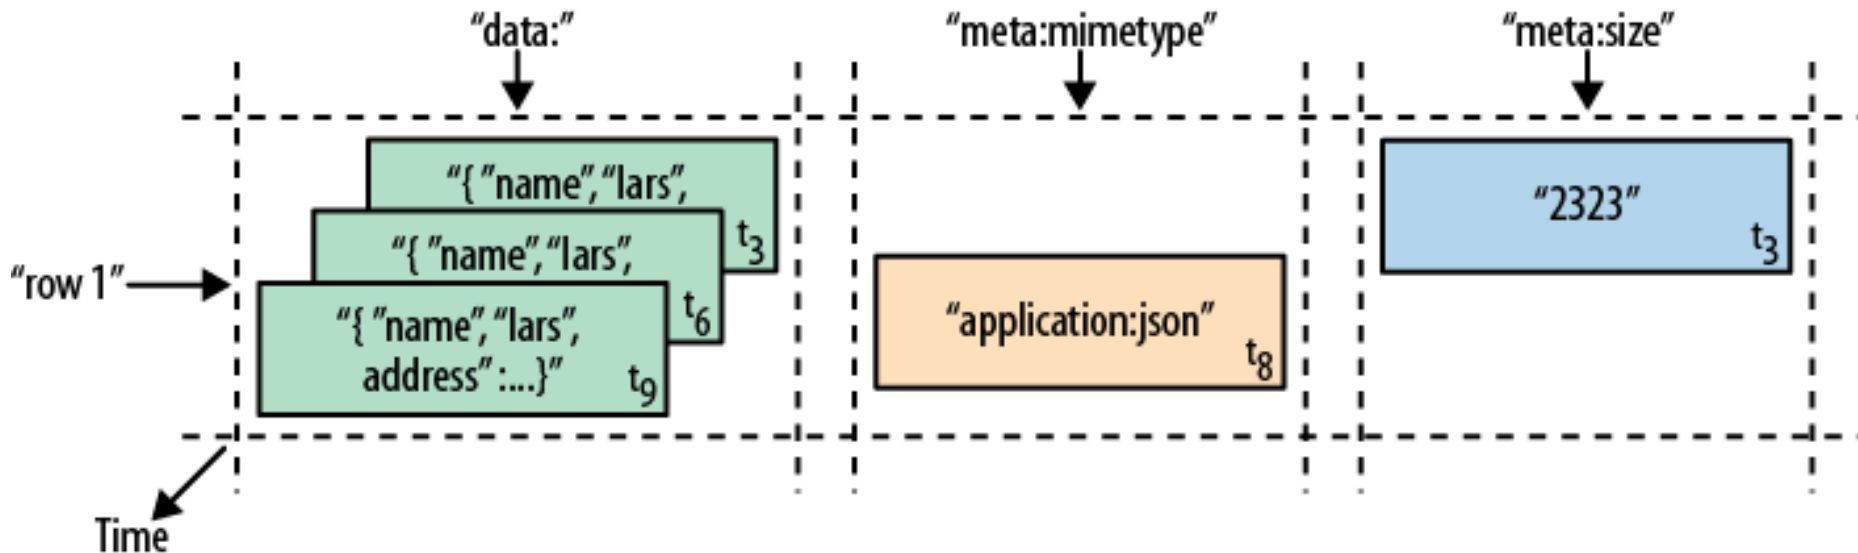 “data:”
“meta:mimetype”
“meta:size”
“{ ”name”, “lars”,
t3
“{ ”name”, “lars”,
t6
“{ ”name”, “lars”,
address” :...}”
t9
“2323”
t3
“row 1”
“application:json”
t8
Time